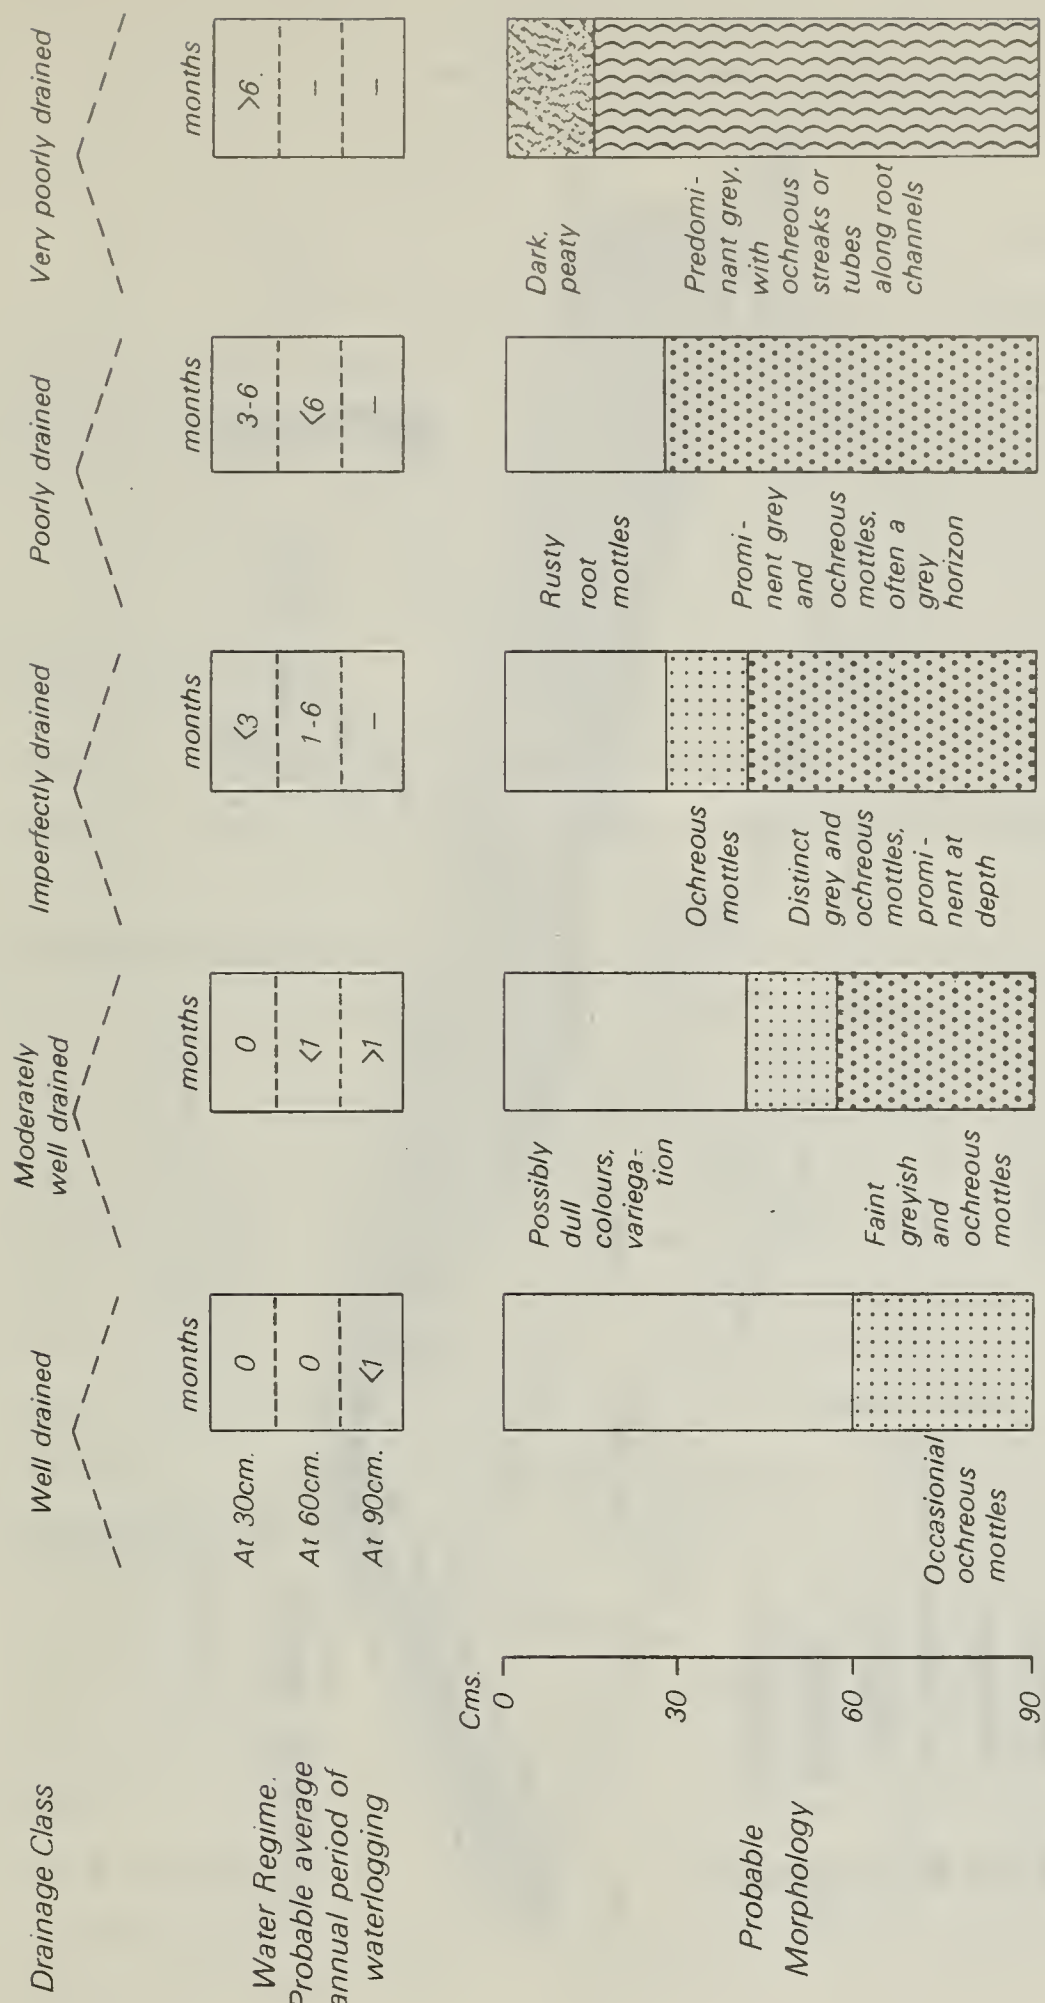 Drainage Class
Well drained
Moderately
well drained
Imperfectly drained
Poorly drained
Very poorly drained
Water Regime.
Probable average
annual period of
waterlogging
At 30cm.
At 60cm.
At 90cm.
months
0
0
<1
months
0
<1
>1
months
<3
1-6
–
months
3-6
<6
–
months
>6.
–
–
Probable
Morphology
Cms.
0
30
60
90
Occasionial
ochreous
mottles
Possibly
dull
colours,
variega-
tion
Faint
greyish
and
ochreous
mottles
Ochreous
mottles
Distinct
grey and
ochreous
mottles,
promi-
nent at
depth
Rusty
root
mottles
Promi-
nent grey
and
ochreous
mottles,
often a
grey
horizon
Dark,
peaty
Predomi-
nant grey,
with
ochreous
streaks or
tubes
along root
channels